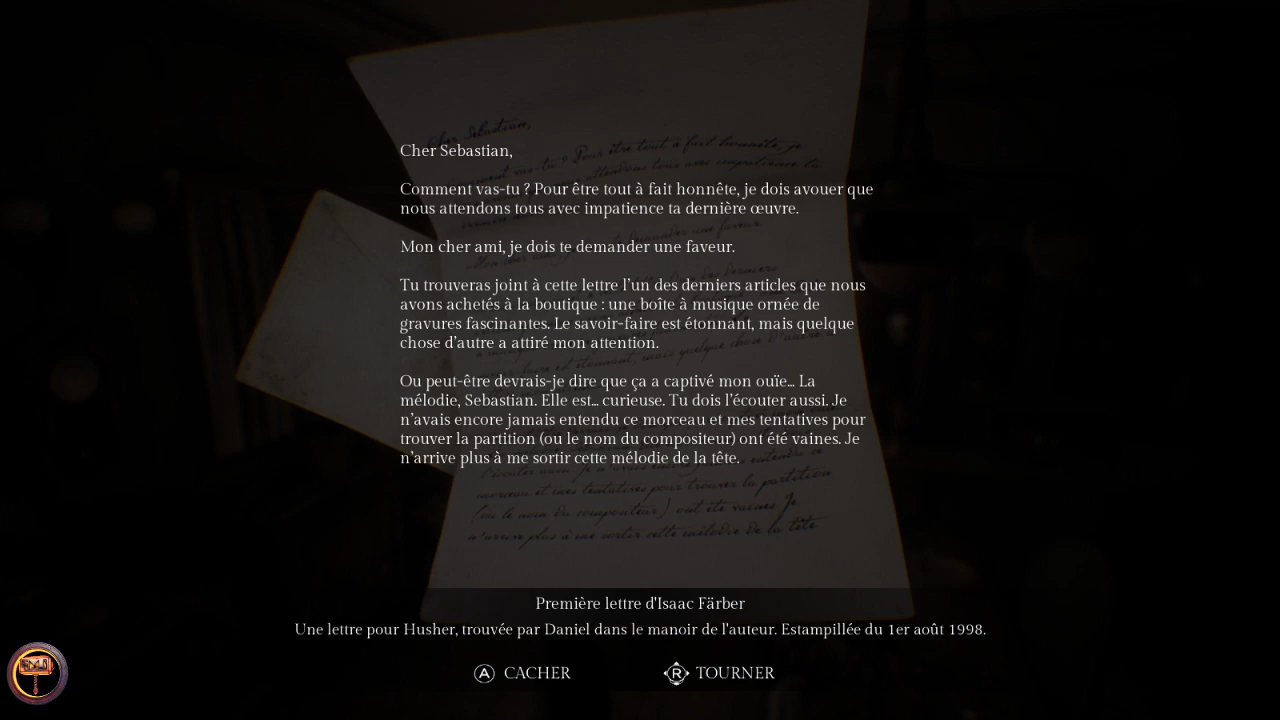 Cher Sebastian,
Comment vas-tu ? Pour être tout à fait honnête, je dois avouer que
nous attendons tous avec impatience ta dernière œuvre.
Mon cher ami, je dois te demander une faveur.
Tu trouveras joint à cette lettre l'un des derniers articles que nous
avons achetés à la boutique : une boîte à musique ornée de
gravures fascinantes. Le savoir-faire est étonnant, mais quelque
chose d'autre a attiré mon attention.
Ou peut-être devrais-je dire que ça a captivé mon ouïe... La
mélodie, Sebastian. Elle est... curieuse. Tu dois l'écouter aussi. Je
n'avais encore jamais entendu ce morceau et mes tentatives pour
trouver la partition (ou le nom du compositeur) ont été vaines. Je
n'arrive plus à me sortir cette mélodie de la tête.
Première lettre d'Isaac Färber
Une lettre pour Husher, trouvée par Daniel dans le manoir de l'auteur. Estampillée du 1er août 1998.
A CACHER
R TOURNER